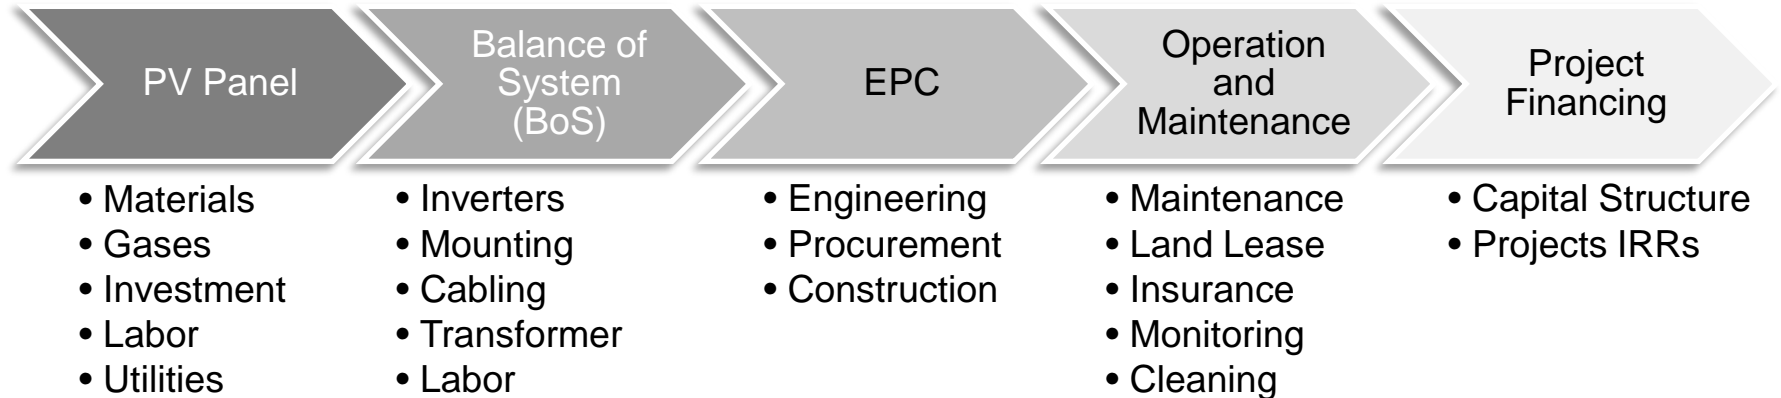 PV Panel
Balance of
System
(BoS)
EPC
Operation
and
Maintenance
Project
Financing
• Materials
• Gases
• Investment
• Labor
• Utilities
• Inverters
• Mounting
• Cabling
• Transformer
• Labor
• Engineering
• Procurement
• Construction
• Maintenance
• Land Lease
• Insurance
• Monitoring
• Cleaning
• Capital Structure
• Projects IRRs